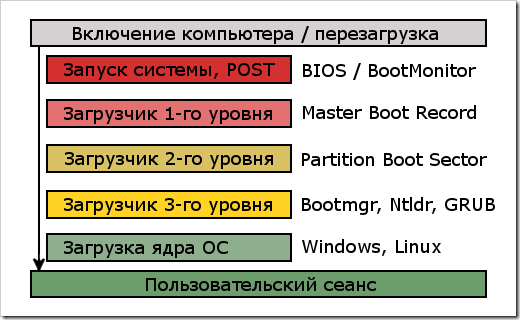 Включение компьютера / перезагрузка
Запуск системы, POST BIOS / BootMonitor
Загрузчик 1-го уровня Master Boot Record
Загрузчик 2-го уровня Partition Boot Sector
Загрузчик 3-го уровня Bootmgr, Ntldr, GRUB
Загрузка ядра ОС Windows, Linux
Пользовательский сеанс